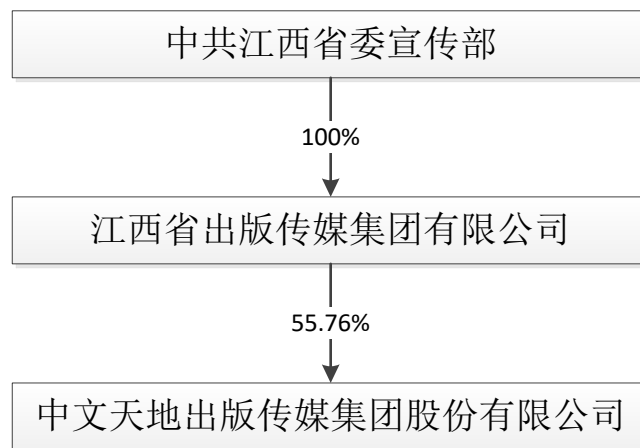 中共江西省委宣传部
100%
江西省出版传媒集团有限公司
55.76%
中文天地出版传媒集团股份有限公司